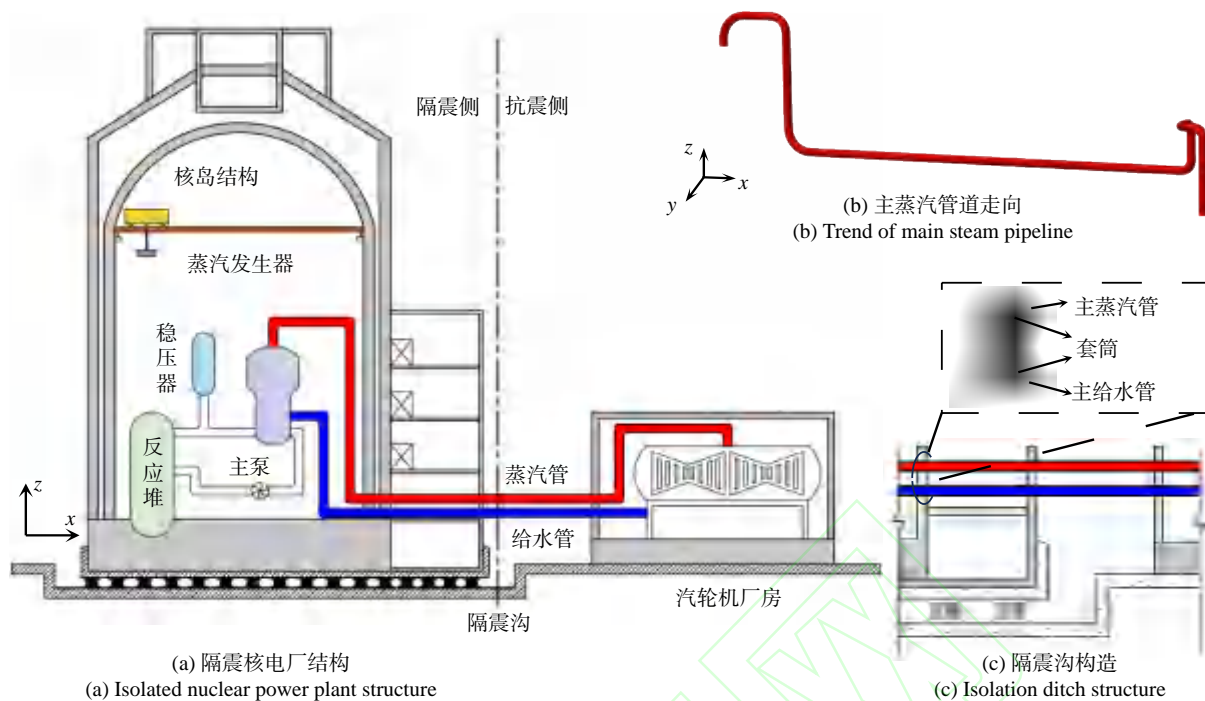 隔震侧
抗震侧
核岛结构
蒸汽发生器
稳
压
器
反
应
堆
主泵
蒸汽管
给水管
z
x
汽轮机厂房
隔震沟
(a) 隔震核电厂结构
(a) Isolated nuclear power plant structure
z
x
y
(b) 主蒸汽管道走向
(b) Trend of main steam pipeline
主蒸汽管
套筒
主给水管
(c) 隔震沟构造
(c) Isolation ditch structure